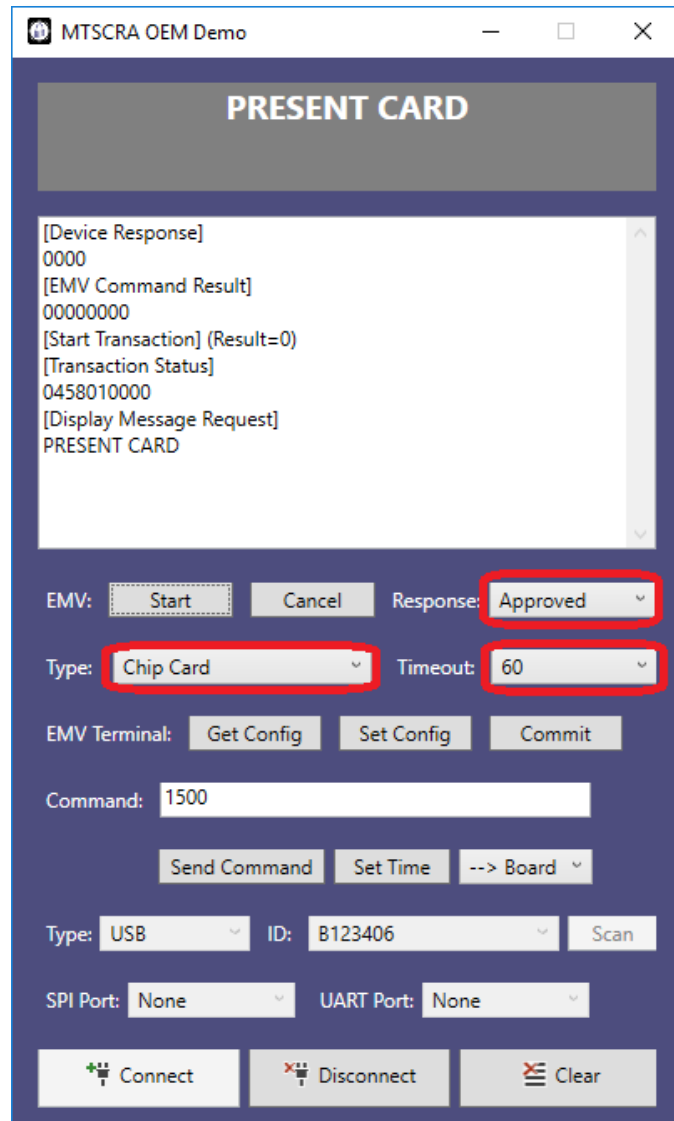 MTSCRA OEM Demo
PRESENT CARD
[Device Response]
0000
[EMV Command Result]
00000000
[Start Transaction] (Result=0)
[Transaction Status]
0458010000
[Display Message Request]
PRESENT CARD
EMV: Start Cancel Response: Approved
Type: Chip Card Timeout: 60
EMV Terminal: Get Config Set Config Commit
Command: 1500
Send Command Set Time --> Board
Type: USB ID: B123406 Scan
SPI Port: None UART Port: None
Connect Disconnect Clear